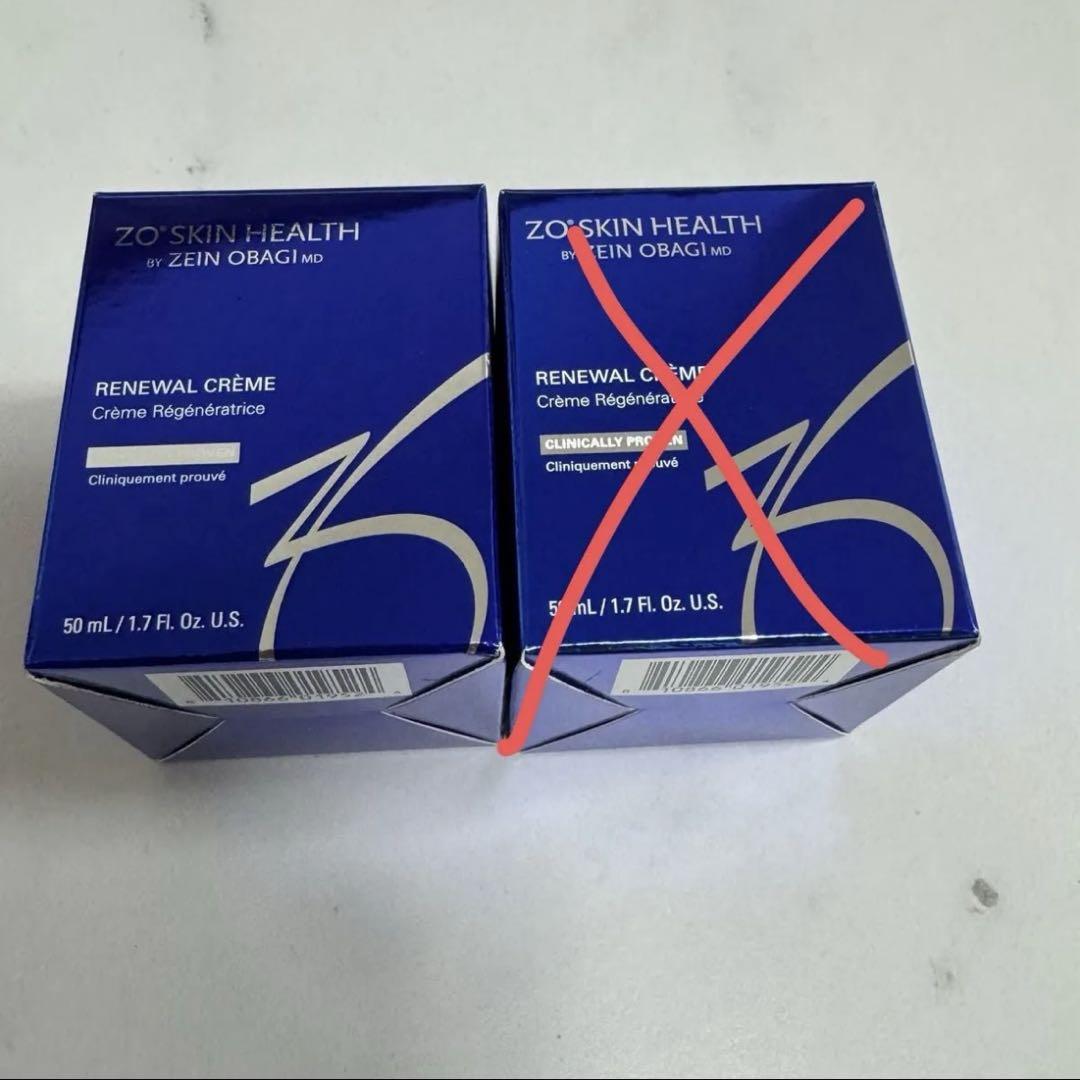 ZO® SKIN HEALTH
BY ZEIN OBAGI MD
RENEWAL CRÈME
Crème Régénératrice
PROVEN
Cliniquement prouvé
50 mL / 1.7 Fl. Oz. U.S.
ZO® SKIN HEALTH
BY ZEIN OBAGI MD
RENEWAL CRÈME
Crème Régénératrice
CLINICALLY PROVEN
Cliniquement prouvé
50 mL / 1.7 Fl. Oz. U.S.